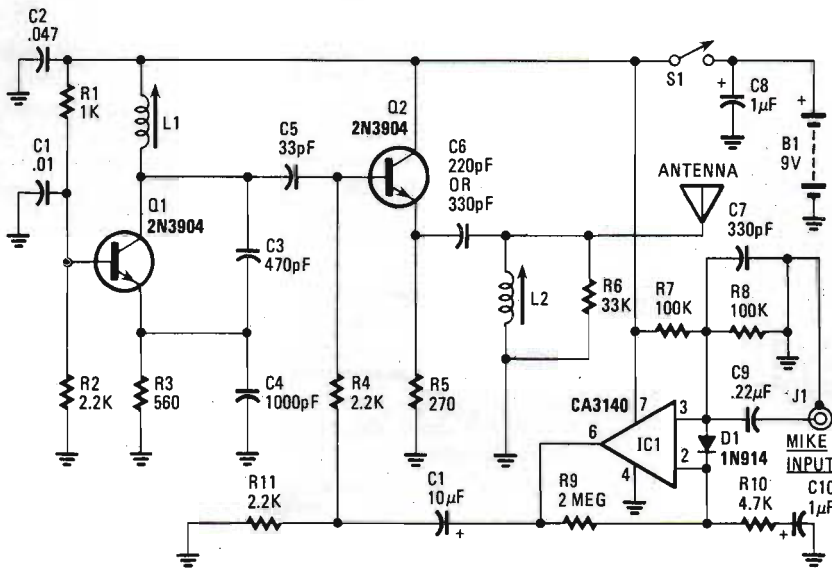 C2
.047
R1
1K
C1
.01
L1
Q1
2N3904
C3
470pF
R2
2.2K
R3
560
C4
1000pF
C5
33pF
Q2
2N3904
C6
220pF
OR
330pF
L2
R4
2.2K
R5
270
R6
33K
ANTENNA
S1
+
C8
1µF
+
B1
9V
C7
330pF
R7
100K
R8
100K
C9
.22µF
J1
MIKE
INPUT
CA3140
7
3
6
IC1
2
4
D1
1N914
R11
2.2K
C1
10µF
+
R9
2 MEG
R10
4.7K
C10
1µF
+